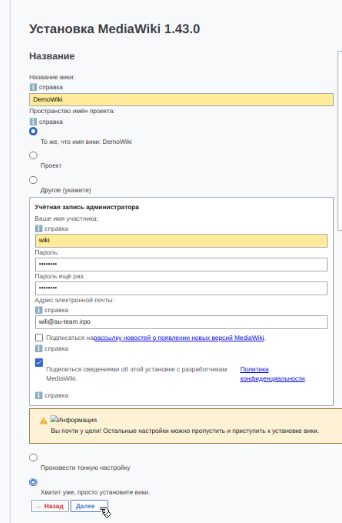 Установка MediaWiki 1.43.0
Название
Название вики:
справка
DemoWiki
Пространство имён проекта:
справка
То же, что имя вики: DemoWiki
Проект
Другое (укажите)
Учётная запись администратора
Ваше имя участника:
справка
wiki
Пароль:
••••••••
Пароль ещё раз:
••••••••
Адрес электронной почты:
справка
wiki@au-team.irpo
Подписаться на рассылку новостей о появлении новых версий MediaWiki.
справка
Поделиться сведениями об этой установке с разработчикам MediaWiki. Политика конфиденциальности.
справка
Информация
Вы почти у цели! Остальные настройки можно пропустить и приступить к установке вики.
Произвести тонкую настройку
Хватит уже, просто установите вики.
← Назад Далее →